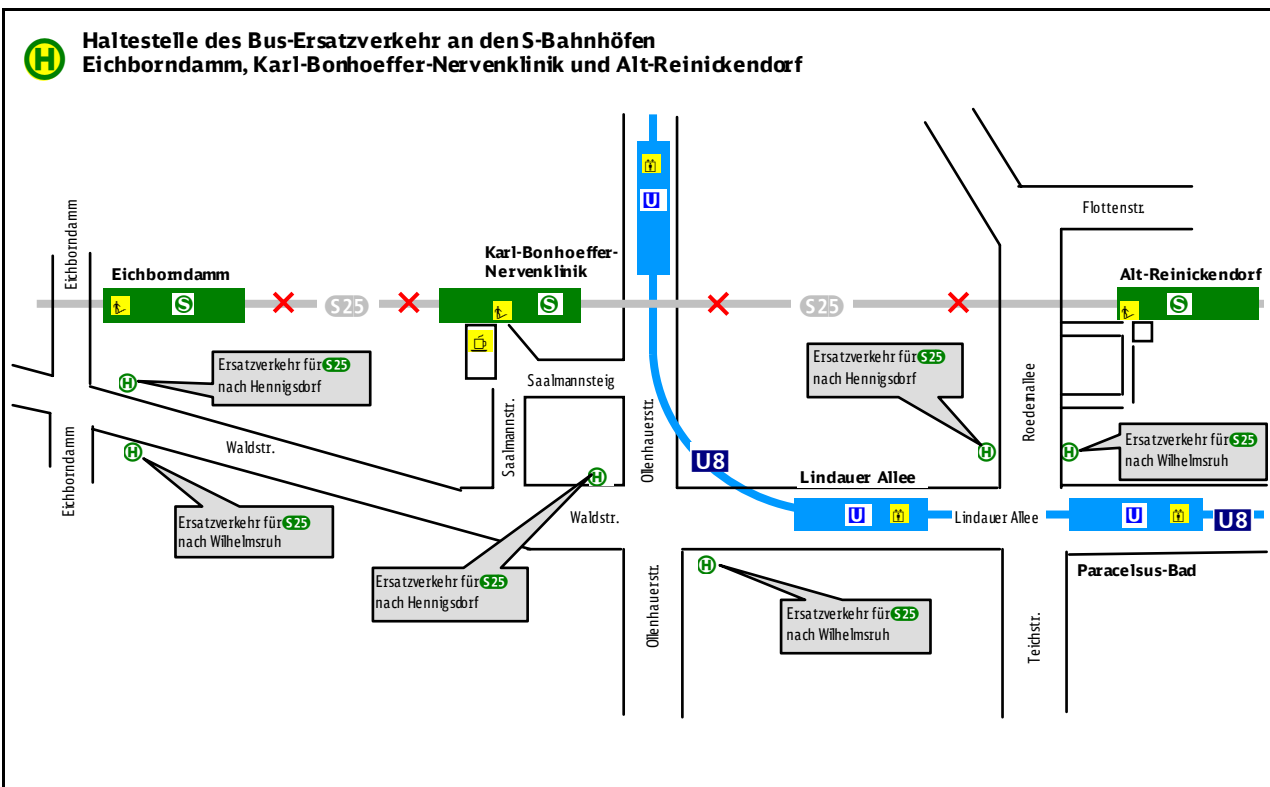 H
Haltestelle des Bus-Ersatzverkehr an den S-Bahnhöfen
Eichborndamm, Karl-Bonhoeffer-Nervenklinik und Alt-Reinickendorf
Eichborndamm
Eichborndamm
S
S25
Karl-Bonhoeffer-
Nervenklinik
S
U
S25
Flottenstr.
Alt-Reinickendorf
S
Ersatzverkehr für S25
nach Hennigsdorf
H
Saalmannsteig
Ersatzverkehr für S25
nach Hennigsdorf
H
Roedernallee
Ersatzverkehr für S25
nach Wilhelmsruh
H
Eichborndamm
H
Waldstr.
Saalmannstr.
Ollenhauerstr.
U8
H
Lindauer Allee
U
Lindauer Allee
U
U8
Paracelsus-Bad
Ersatzverkehr für S25
nach Wilhelmsruh
Waldstr.
Ersatzverkehr für S25
nach Hennigsdorf
Ollenhauerstr.
H
Ersatzverkehr für S25
nach Wilhelmsruh
Teichstr.